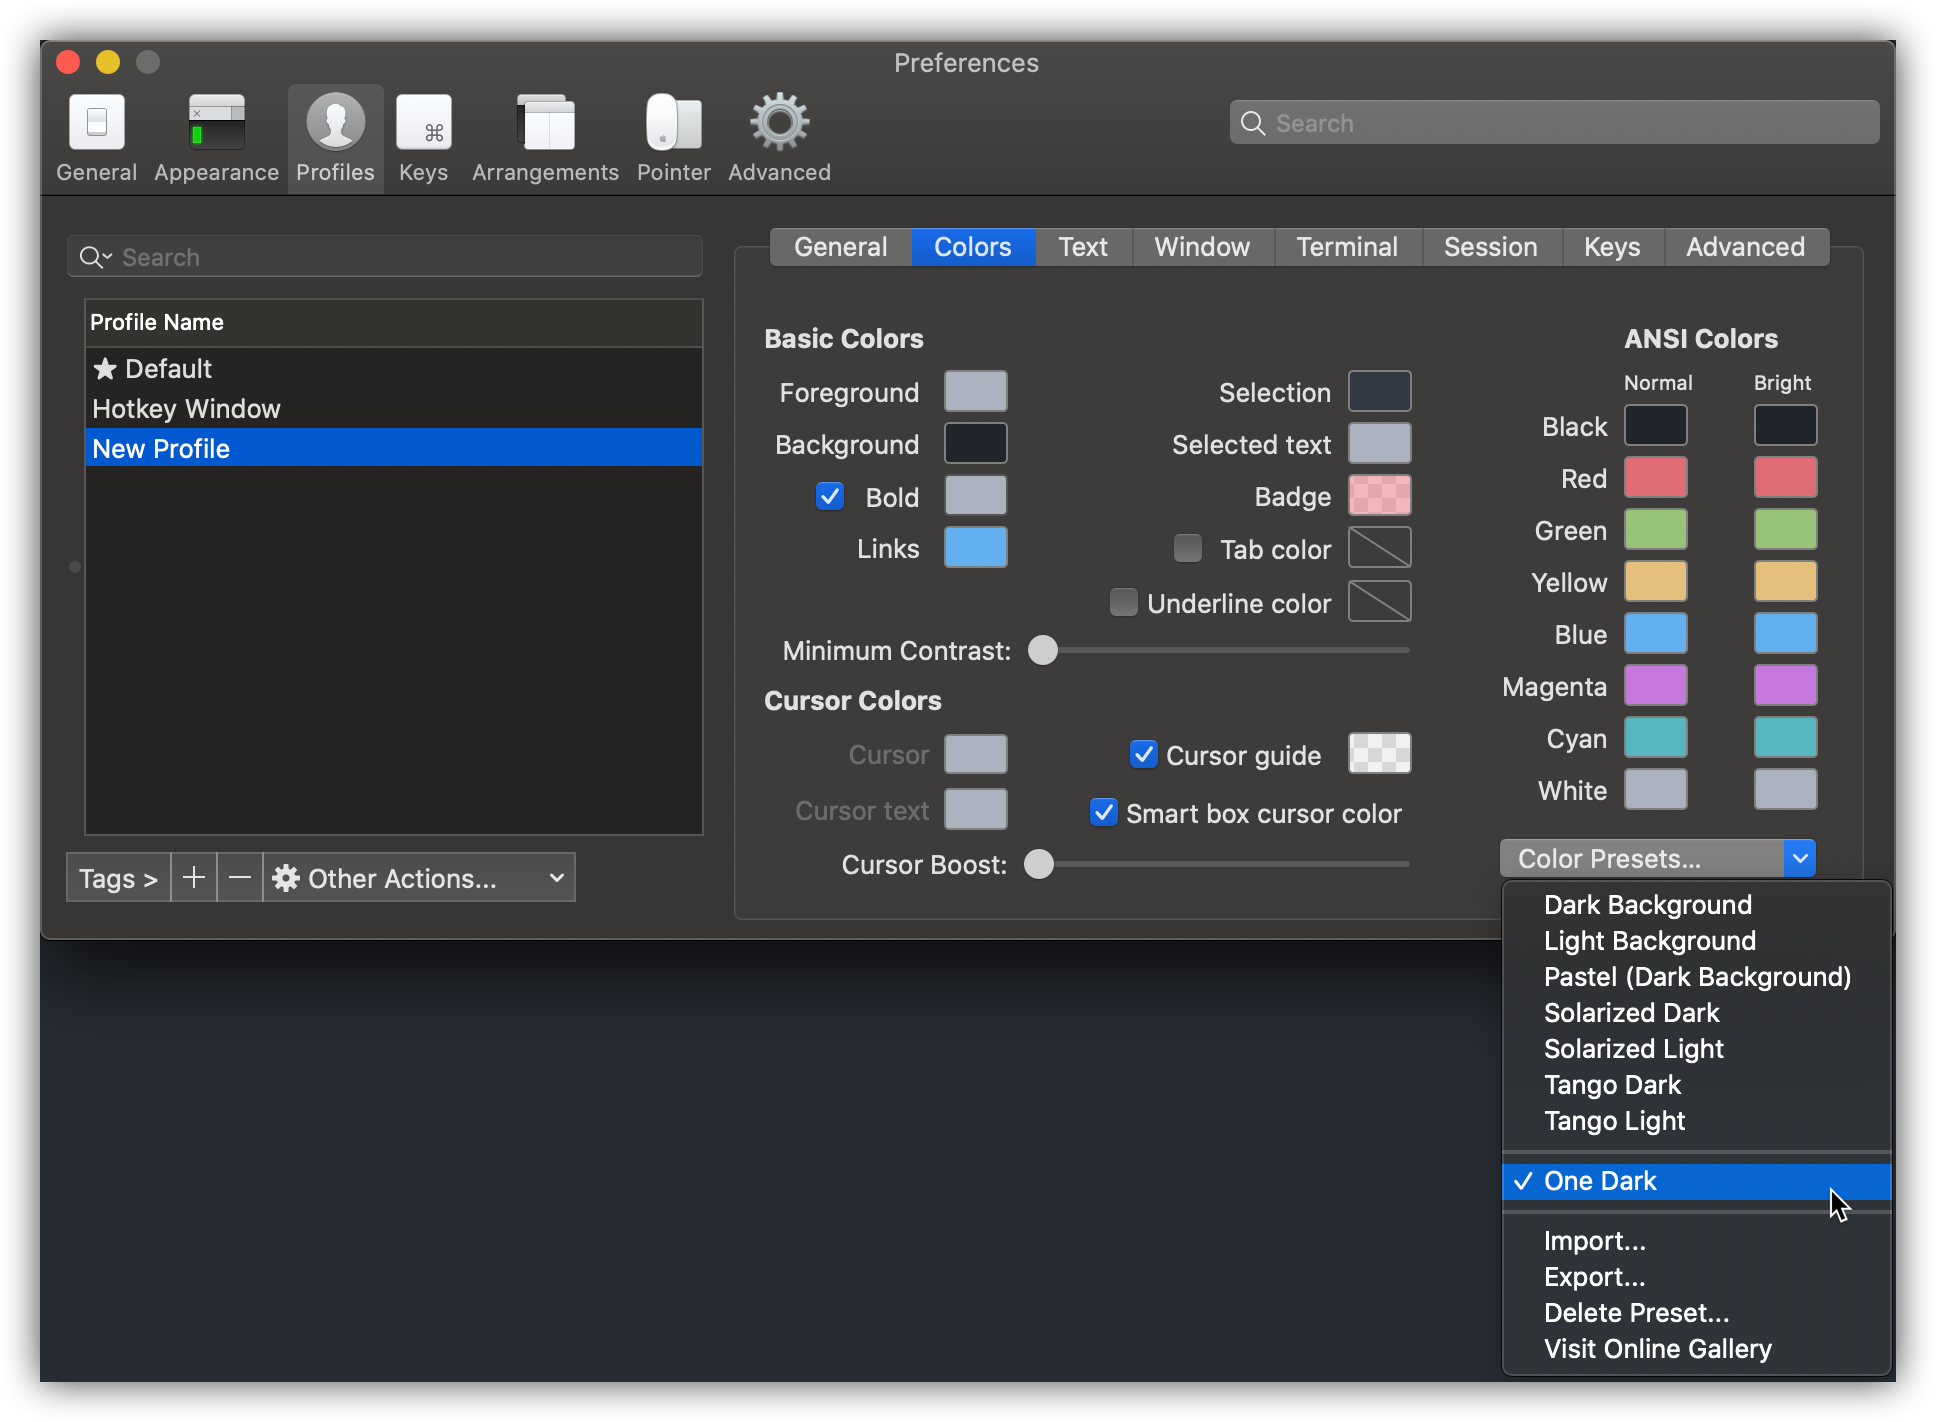 Preferences
General Appearance Profiles Keys Arrangements Pointer Advanced
Search
Search
Profile Name
Default
Hotkey Window
New Profile
Tags >
Other Actions...
General Colors Text Window Terminal Session Keys Advanced
Basic Colors
Foreground
Background
Bold
Links
Selection
Selected text
Badge
Tab color
Underline color
Minimum Contrast:
Cursor Colors
Cursor
Cursor text
Cursor guide
Smart box cursor color
Cursor Boost:
ANSI Colors
Normal Bright
Black
Red
Green
Yellow
Blue
Magenta
Cyan
White
Color Presets...
Dark Background
Light Background
Pastel (Dark Background)
Solarized Dark
Solarized Light
Tango Dark
Tango Light
✓ One Dark
Import...
Export...
Delete Preset...
Visit Online Gallery